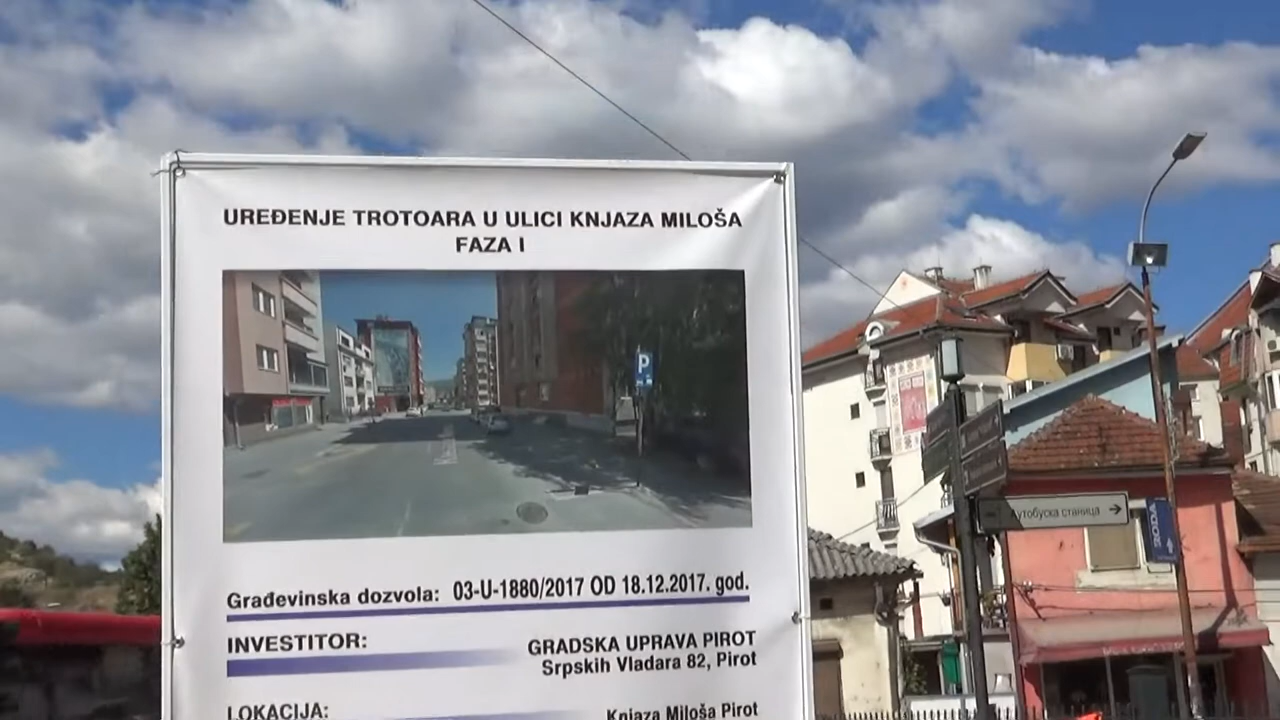 UREĐENJE TROTOARA U ULICI KNJAZA MILOŠA
FAZA I
P
Građevinska dozvola: 03-U-1880/2017 OD 18.12.2017. god.
INVESTITOR:
GRADSKA UPRAVA PIROT
Srpskih Vladara 82, Pirot
LOKACIJA:
Knjaza Miloša Pirot
Аутобуска станица
RODA